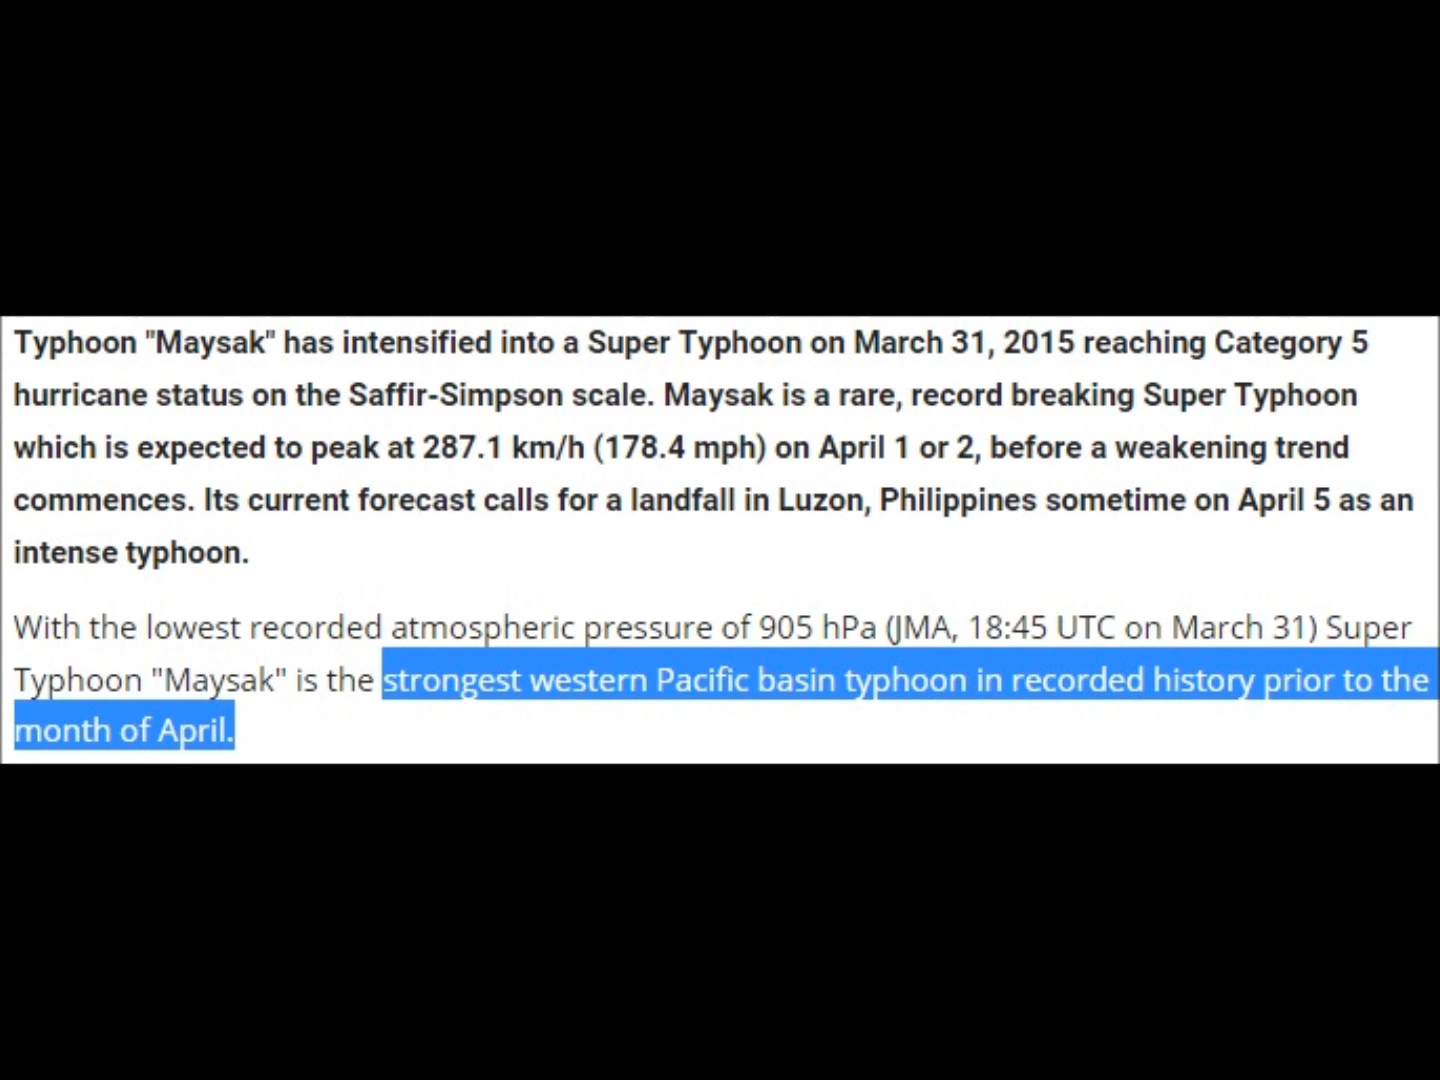 Typhoon "Maysak" has intensified into a Super Typhoon on March 31, 2015 reaching Category 5
hurricane status on the Saffir-Simpson scale. Maysak is a rare, record breaking Super Typhoon
which is expected to peak at 287.1 km/h (178.4 mph) on April 1 or 2, before a weakening trend
commences. Its current forecast calls for a landfall in Luzon, Philippines sometime on April 5 as an
intense typhoon.
With the lowest recorded atmospheric pressure of 905 hPa (JMA, 18:45 UTC on March 31) Super
Typhoon "Maysak" is the strongest western Pacific basin typhoon in recorded history prior to the
month of April.